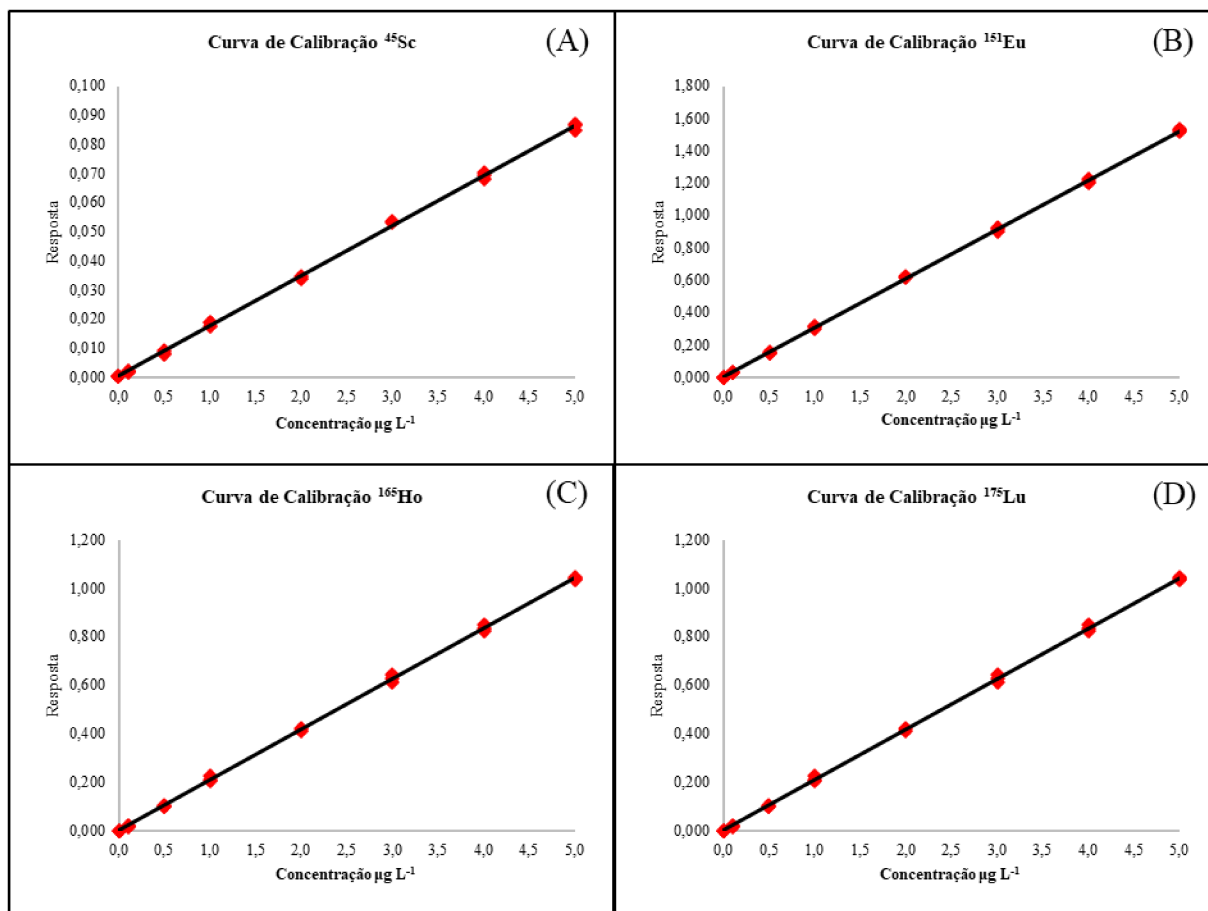 Curva de Calibração ⁴⁵Sc
(A)
0,100
0,090
0,080
0,070
0,060
0,050
0,040
0,030
0,020
0,010
0,000
Resposta
0,0 0,5 1,0 1,5 2,0 2,5 3,0 3,5 4,0 4,5 5,0
Concentração µg L⁻¹
Curva de Calibração ¹⁵¹Eu
(B)
1,800
1,600
1,400
1,200
1,000
0,800
0,600
0,400
0,200
0,000
Resposta
0,0 0,5 1,0 1,5 2,0 2,5 3,0 3,5 4,0 4,5 5,0
Concentração µg L⁻¹
Curva de Calibração ¹⁶⁵Ho
(C)
1,200
1,000
0,800
0,600
0,400
0,200
0,000
Resposta
0,0 0,5 1,0 1,5 2,0 2,5 3,0 3,5 4,0 4,5 5,0
Concentração µg L⁻¹
Curva de Calibração ¹⁷⁵Lu
(D)
1,200
1,000
0,800
0,600
0,400
0,200
0,000
Resposta
0,0 0,5 1,0 1,5 2,0 2,5 3,0 3,5 4,0 4,5 5,0
Concentração µg L⁻¹